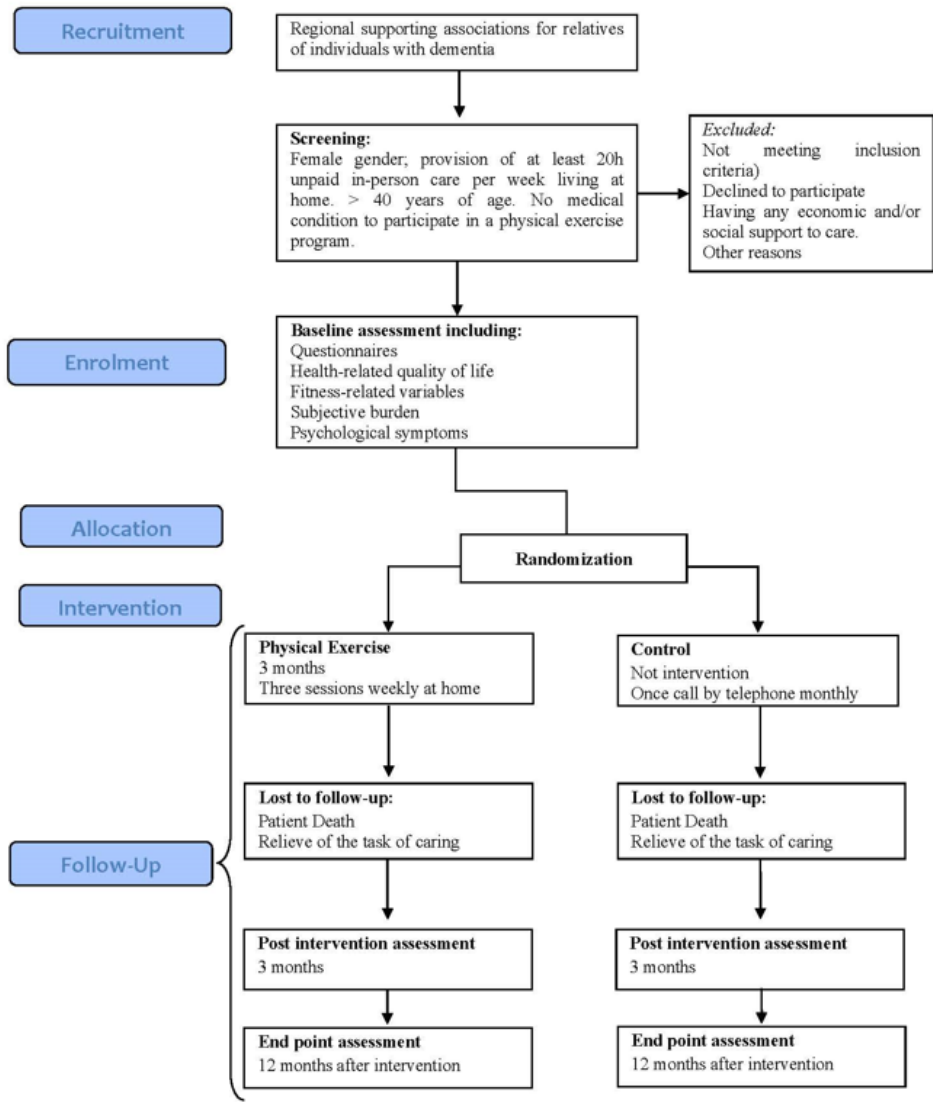 Recruitment
Regional supporting associations for relatives
of individuals with dementia
Screening:
Female gender; provision of at least 20h
unpaid in-person care per week living at
home. > 40 years of age. No medical
condition to participate in a physical exercise
program.
Excluded:
Not meeting inclusion
criteria)
Declined to participate
Having any economic and/or
social support to care.
Other reasons
Enrolment
Baseline assessment including:
Questionnaires
Health-related quality of life
Fitness-related variables
Subjective burden
Psychological symptoms
Allocation
Randomization
Intervention
Physical Exercise
3 months
Three sessions weekly at home
Control
Not intervention
Once call by telephone monthly
Follow-Up
Lost to follow-up:
Patient Death
Relieve of the task of caring
Lost to follow-up:
Patient Death
Relieve of the task of caring
Post intervention assessment
3 months
Post intervention assessment
3 months
End point assessment
12 months after intervention
End point assessment
12 months after intervention